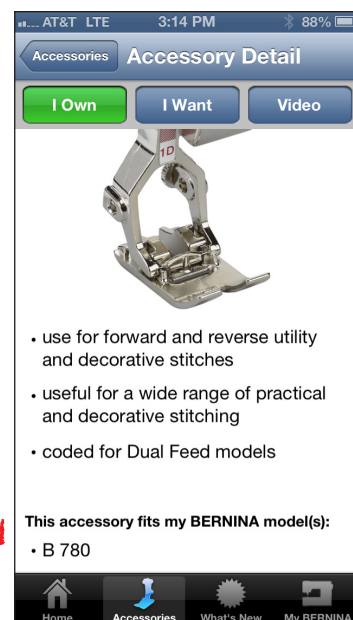 AT&T LTE 3:14 PM 88%
Accessories Accessory Detail
I Own I Want Video
1D
• use for forward and reverse utility
and decorative stitches
• useful for a wide range of practical
and decorative stitching
• coded for Dual Feed models
This accessory fits my BERNINA model(s):
• B 780
Home Accessories What's New My BERNINA